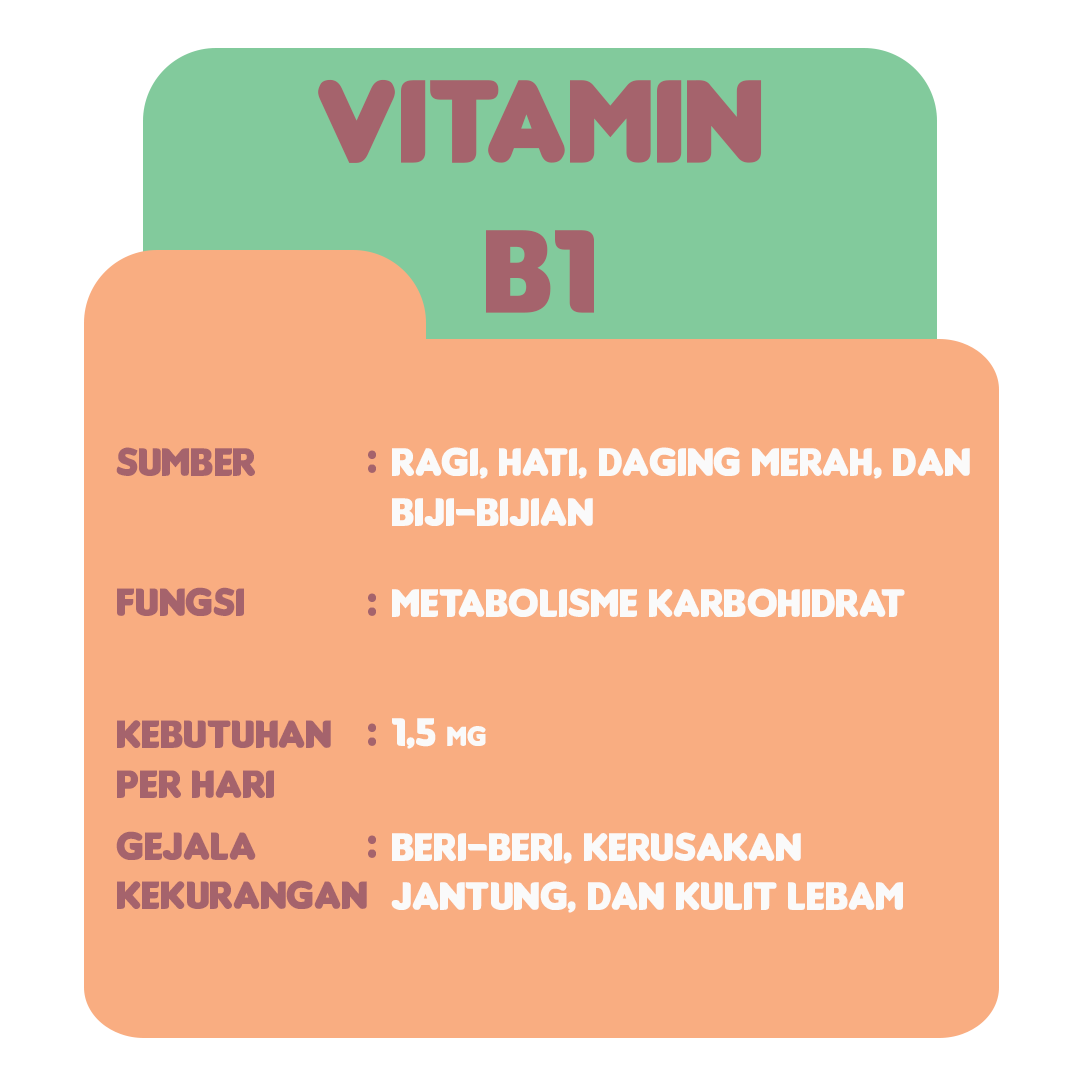 VITAMIN
B1
SUMBER : RAGI, HATI, DAGING MERAH, DAN
BIJI-BIJIAN
FUNGSI : METABOLISME KARBOHIDRAT
KEBUTUHAN : 1,5 MG
PER HARI
GEJALA : BERI-BERI, KERUSAKAN
KEKURANGAN JANTUNG, DAN KULIT LEBAM